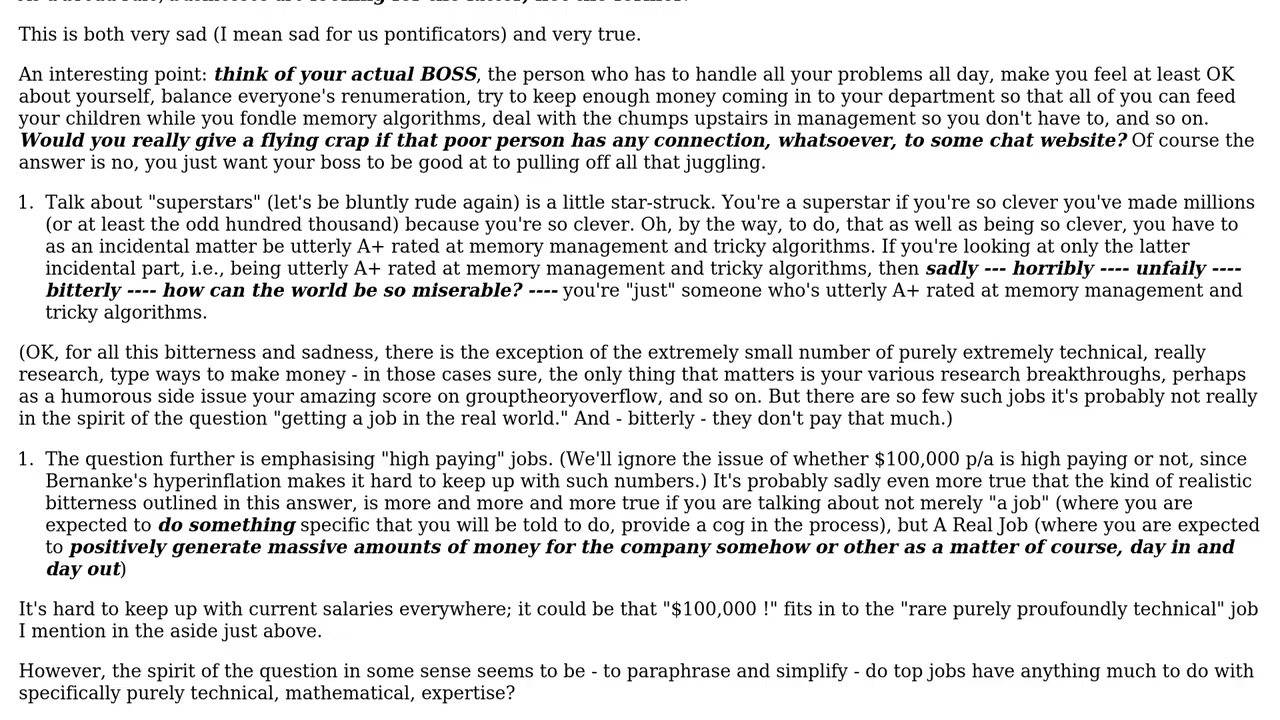 This is both very sad (I mean sad for us pontificators) and very true.
An interesting point: think of your actual BOSS, the person who has to handle all your problems all day, make you feel at least OK
about yourself, balance everyone's renumeration, try to keep enough money coming in to your department so that all of you can feed
your children while you fondle memory algorithms, deal with the chumps upstairs in management so you don't have to, and so on.
Would you really give a flying crap if that poor person has any connection, whatsoever, to some chat website? Of course the
answer is no, you just want your boss to be good at to pulling off all that juggling.
1. Talk about "superstars" (let's be bluntly rude again) is a little star-struck. You're a superstar if you're so clever you've made millions
(or at least the odd hundred thousand) because you're so clever. Oh, by the way, to do, that as well as being so clever, you have to
as an incidental matter be utterly A+ rated at memory management and tricky algorithms. If you're looking at only the latter
incidental part, i.e., being utterly A+ rated at memory management and tricky algorithms, then sadly --- horribly ---- unfaily ----
bitterly ---- how can the world be so miserable? ---- you're "just" someone who's utterly A+ rated at memory management and
tricky algorithms.
(OK, for all this bitterness and sadness, there is the exception of the extremely small number of purely extremely technical, really
research, type ways to make money - in those cases sure, the only thing that matters is your various research breakthroughs, perhaps
as a humorous side issue your amazing score on grouptheoryoverflow, and so on. But there are so few such jobs it's probably not really
in the spirit of the question "getting a job in the real world." And - bitterly - they don't pay that much.)
1. The question further is emphasising "high paying" jobs. (We'll ignore the issue of whether $100,000 p/a is high paying or not, since
Bernanke's hyperinflation makes it hard to keep up with such numbers.) It's probably sadly even more true that the kind of realistic
bitterness outlined in this answer, is more and more and more true if you are talking about not merely "a job" (where you are
expected to do something specific that you will be told to do, provide a cog in the process), but A Real Job (where you are expected
to positively generate massive amounts of money for the company somehow or other as a matter of course, day in and
day out)
It's hard to keep up with current salaries everywhere; it could be that "$100,000 !" fits in to the "rare purely proufoundly technical" job
I mention in the aside just above.
However, the spirit of the question in some sense seems to be - to paraphrase and simplify - do top jobs have anything much to do with
specifically purely technical, mathematical, expertise?